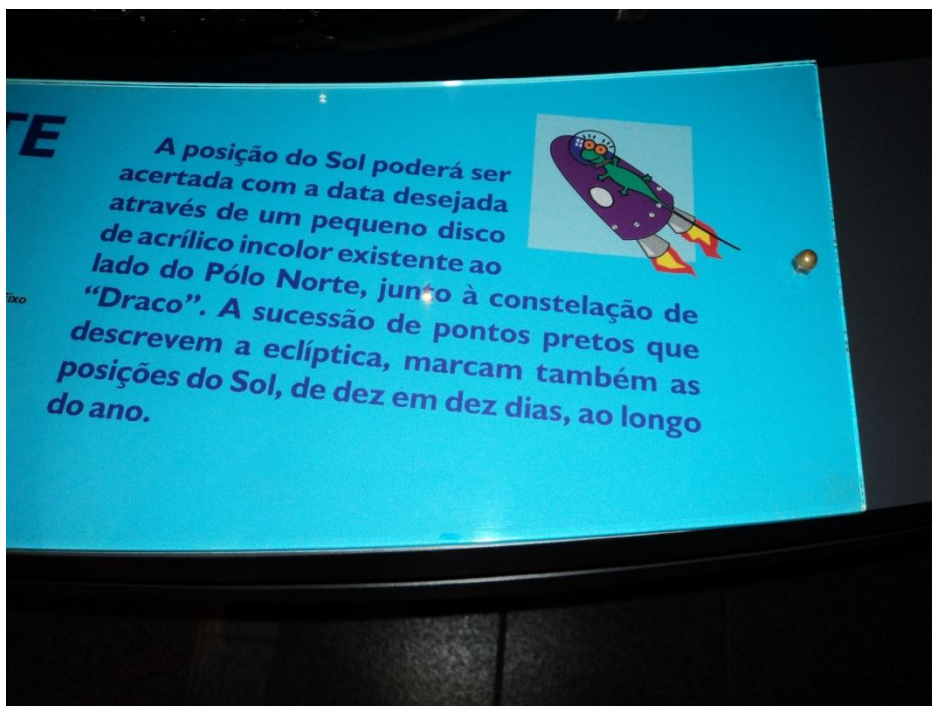 TE
A posição do Sol poderá ser
acertada com a data desejada
através de um pequeno disco
de acrílico incolor existente ao
lado do Pólo Norte, junto à constelação de
“Draco”. A sucessão de pontos pretos que
descrevem a eclíptica, marcam também as
posições do Sol, de dez em dez dias, ao longo
do ano.